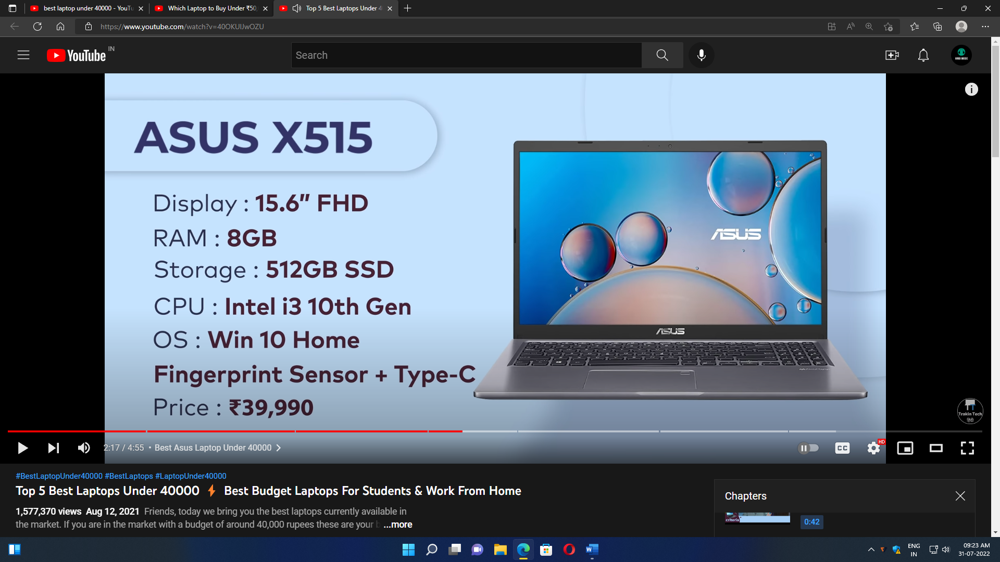 best laptop under 40000 - YouTu
Which Laptop to Buy Under ₹50,
Top 5 Best Laptops Under 4
https://www.youtube.com/watch?v=40OKUIJwOZU
YouTube IN
Search
HINDI MUSIC
ASUS X515
Display : 15.6" FHD
RAM : 8GB
Storage : 512GB SSD
CPU : Intel i3 10th Gen
OS : Win 10 Home
Fingerprint Sensor + Type-C
Price : ₹39,990
ASUS
ASUS
Trakin Tech
हिंदी
2:17 / 4:55 • Best Asus Laptop Under 40000
CC
HD
#BestLaptopUnder40000 #BestLaptops #LaptopUnder40000
Top 5 Best Laptops Under 40000 ⚡ Best Budget Laptops For Students & Work From Home
1,577,370 views Aug 12, 2021 Friends, today we bring you the best laptops currently available in
the market. If you are in the market with a budget of around 40,000 rupees these are your b ...more
Chapters
criteria
0:42
ENG
IN
09:23 AM
31-07-2022